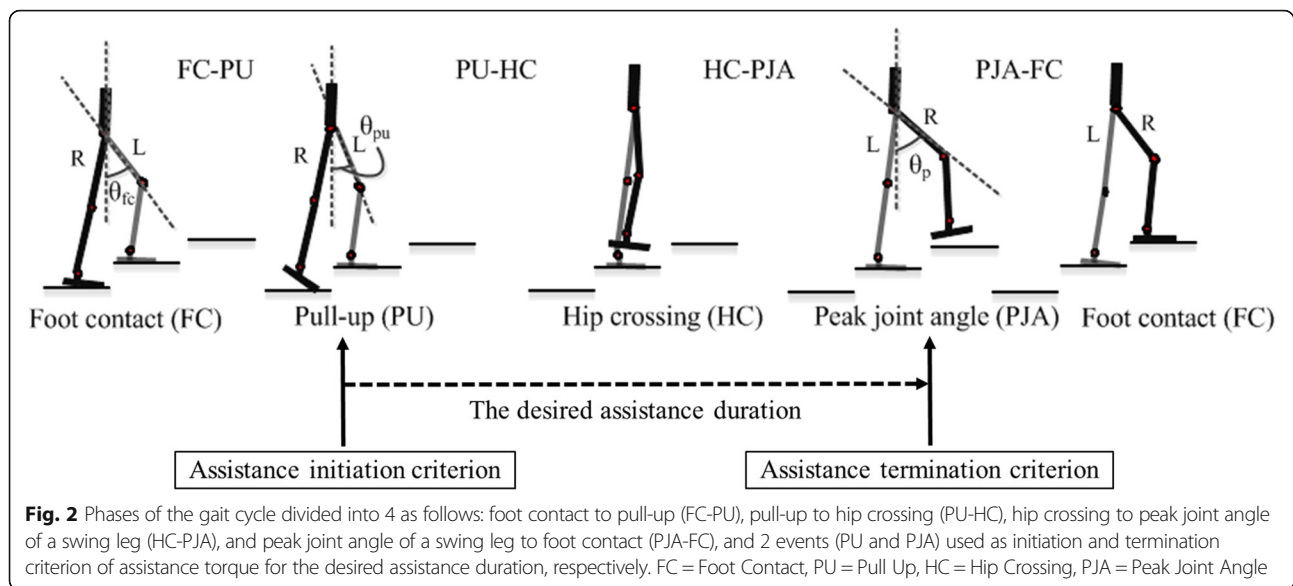 FC-PU PU-HC HC-PJA PJA-FC
R L θfc
R L θpu
L R θp
L R
Foot contact (FC) Pull-up (PU) Hip crossing (HC) Peak joint angle (PJA) Foot contact (FC)
The desired assistance duration
Assistance initiation criterion Assistance termination criterion
Fig. 2 Phases of the gait cycle divided into 4 as follows: foot contact to pull-up (FC-PU), pull-up to hip crossing (PU-HC), hip crossing to peak joint angle
of a swing leg (HC-PJA), and peak joint angle of a swing leg to foot contact (PJA-FC), and 2 events (PU and PJA) used as initiation and termination
criterion of assistance torque for the desired assistance duration, respectively. FC = Foot Contact, PU = Pull Up, HC = Hip Crossing, PJA = Peak Joint Angle